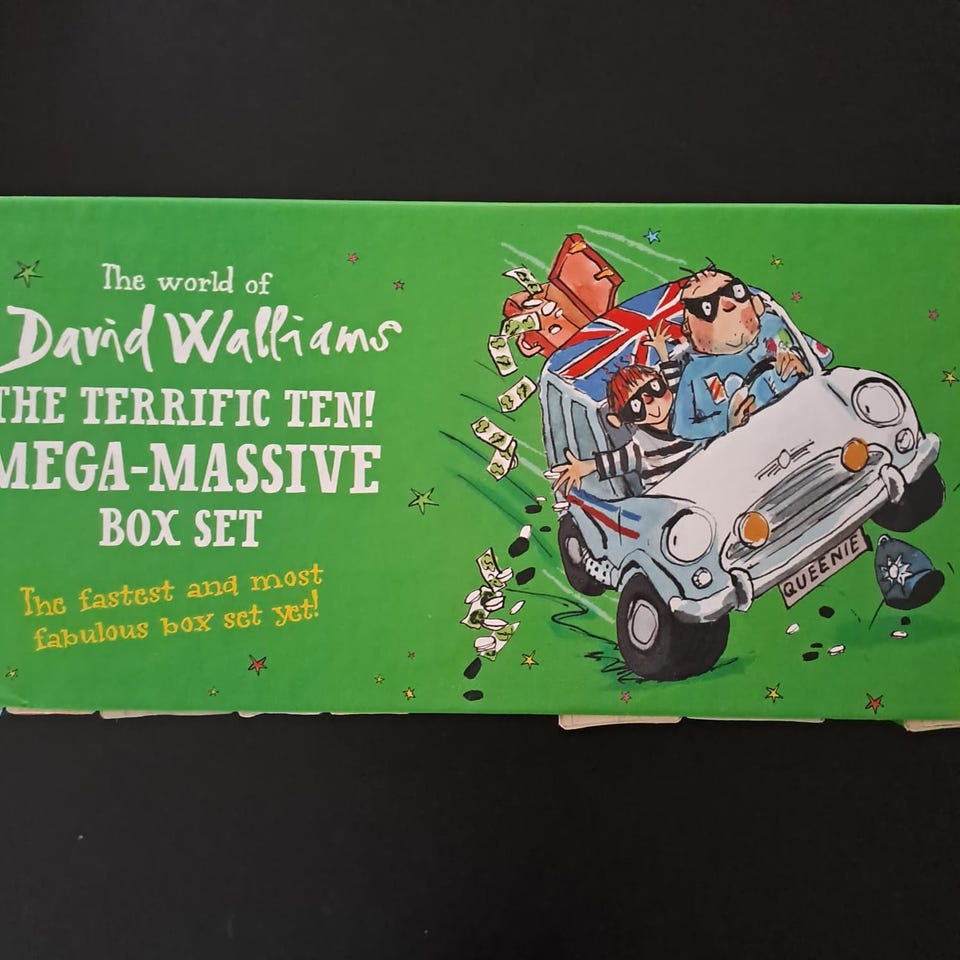 The world of
David Walliams
THE TERRIFIC TEN!
MEGA-MASSIVE
BOX SET
The fastest and most
fabulous box set yet!
QUEENIE